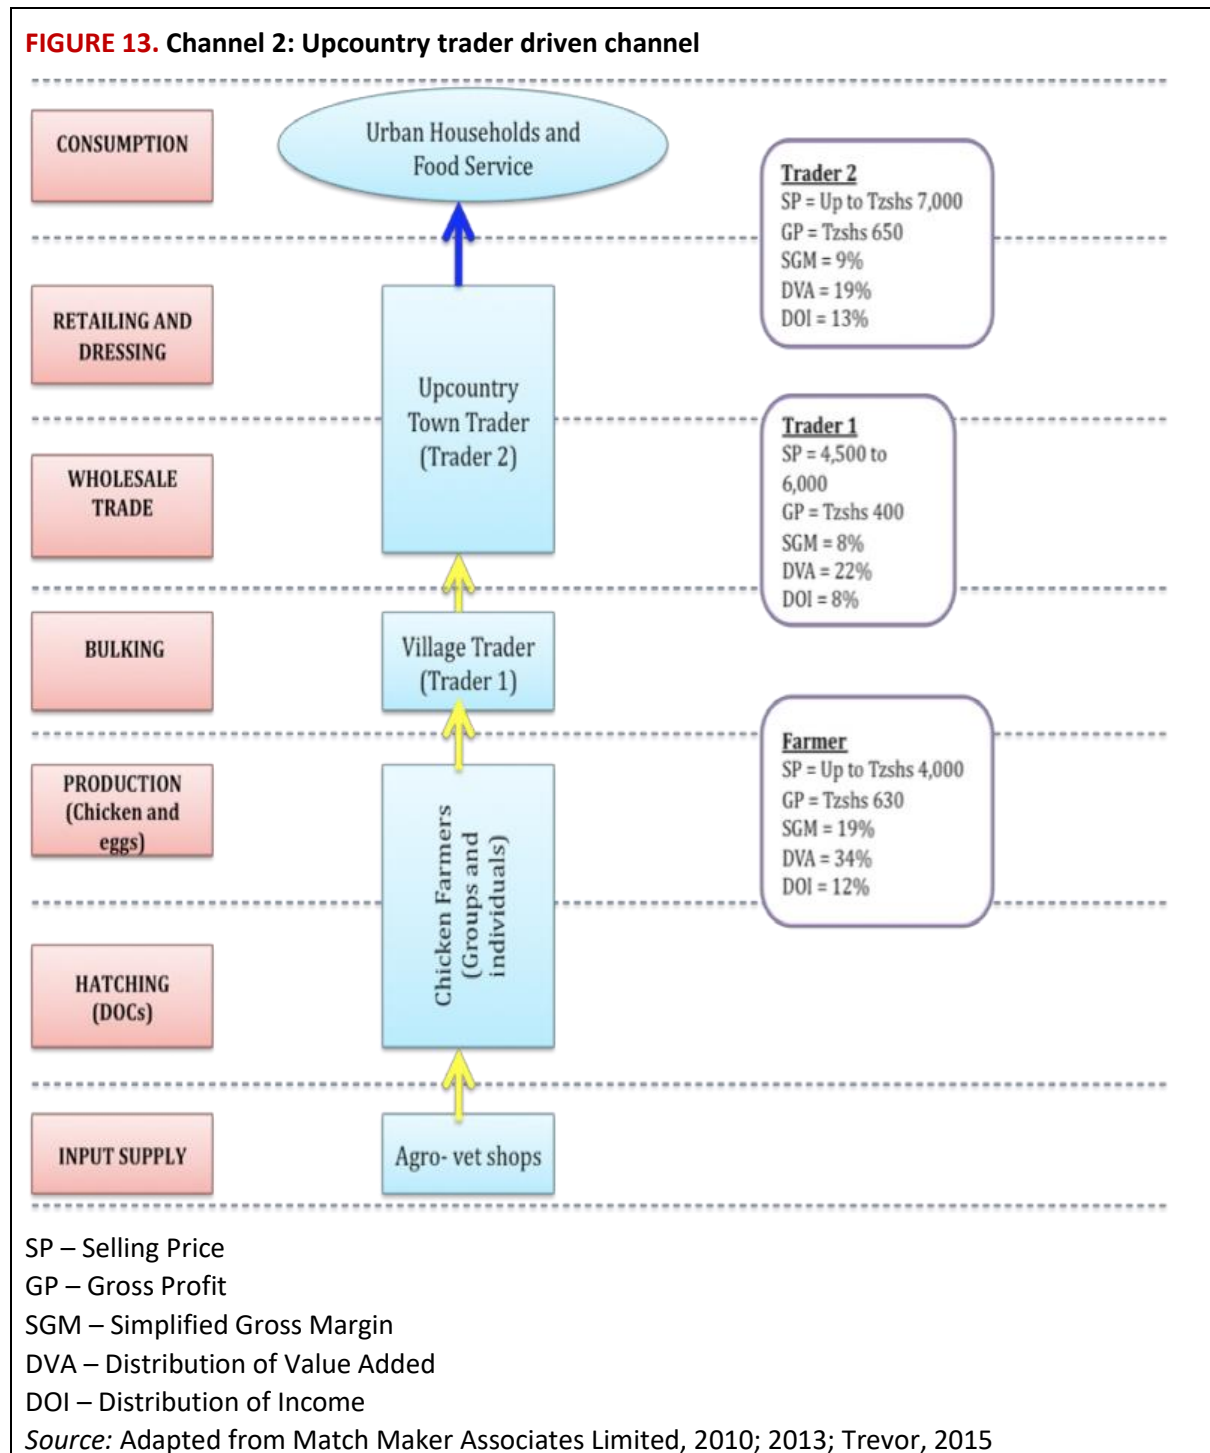 FIGURE 13. Channel 2: Upcountry trader driven channel
CONSUMPTION
Urban Households and
Food Service
Trader 2
SP = Up to Tzshs 7,000
GP = Tzshs 650
SGM = 9%
DVA = 19%
DOI = 13%
RETAILING AND
DRESSING
Upcountry
Town Trader
(Trader 2)
Trader 1
SP = 4,500 to
6,000
GP = Tzshs 400
SGM = 8%
DVA = 22%
DOI = 8%
WHOLESALE
TRADE
BULKING
Village Trader
(Trader 1)
Farmer
SP = Up to Tzshs 4,000
GP = Tzshs 630
SGM = 19%
DVA = 34%
DOI = 12%
PRODUCTION
(Chicken and
eggs)
Chicken Farmers
(Groups and
individuals)
HATCHING
(DOCs)
INPUT SUPPLY
Agro- vet shops
SP – Selling Price
GP – Gross Profit
SGM – Simplified Gross Margin
DVA – Distribution of Value Added
DOI – Distribution of Income
Source: Adapted from Match Maker Associates Limited, 2010; 2013; Trevor, 2015